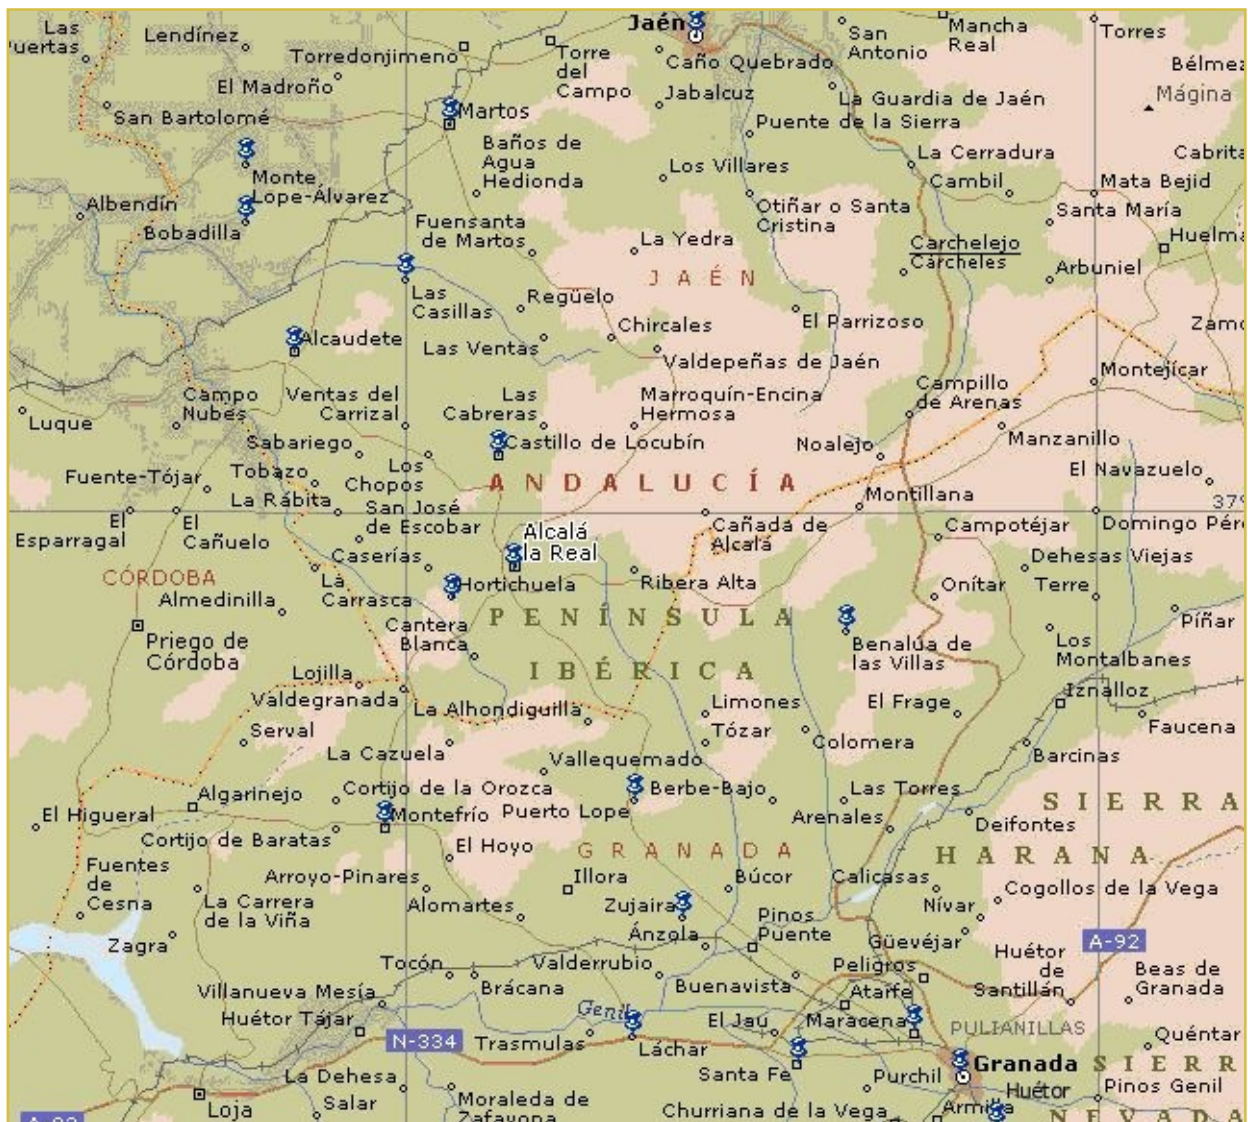 Las
Lendínez
Jaén
San
Antonio
Mancha
Real
Torres
Torredonjimeno
Torre
del
Campo
Caño Quebrado
Bélmez
El Madroño
Jabalcuz
La Guardia de Jaén
Mágina
San Bartolomé
Martos
Puente de la Sierra
Baños de
Agua
Hedionda
Los Villares
La Cerradura
Cabrita
Monte
Lope-Álvarez
Cambil
Mata Bejid
Albendín
Bobadilla
Fuensanta
de Martos
Otiñar o Santa
Cristina
Santa María
La Yedra
Carchelejo
Cárcheles
Huelma
JAÉN
Arbuniel
Las
Casillas
Regüelo
El Parrizoso
Alcaudete
Chircales
Las Ventas
Valdepeñas de Jaén
Montejícar
Campo
Nubes
Ventas del
Carrizal
Las
Cabreras
Marroquín-Encina
Hermosa
Campillo
de Arenas
Luque
Sabariego
Castillo de Locubín
Noalejo
Manzanillo
Fuente-Tójar
Tobazo
Los
Chopos
El Navazuelo
ANDALUCÍA
La Rábita
San José
de Escobar
Montillana
379
El
Esparragal
El
Cañuelo
Alcalá
la Real
Cañada de
Alcalá
Campotéjar
Domingo Pére
Caserías
Dehesas Viejas
CÓRDOBA
La
Carrasca
Hortichuela
Ribera Alta
Onítar
Terre
Almedinilla
PENÍNSULA
Píñar
Priego de
Córdoba
Cantera
Blanca
Benalúa de
las Villas
Los
Montalbanes
IBÉRICA
Lojilla
Valdegranada
Iznalloz
La Alhondiguilla
Limones
El Frage
Faucena
Serval
Tózar
La Cazuela
Colomera
Barcinas
Vallequemado
Algarinejo
Cortijo de la Orozca
Berbe-Bajo
Las Torres
SIERRA
El Higueral
Montefrío
Puerto Lope
Arenales
Deifontes
Cortijo de Baratas
El Hoyo
GRANADA
HARANA
Fuentes
de
Cesna
Arroyo-Pinares
Illora
Búcor
Calicasas
Cogollos de la Vega
La Carrera
de la Viña
Alomartes
Zujaira
Pinos
Puente
Nívar
Zagra
Ánzola
Güevéjar
A-92
Huétor
de
Santillán
Tocón
Valderrubio
Peligros
Beas de
Granada
Brácana
Buenavista
Villanueva Mesía
Atarfe
Genil
Huétor Tájar
El Jau
Maracena
PULIANILLAS
N-334
Trasmulas
Láchar
Quéntar
Santa Fé
Granada
SIERR
La Dehesa
Purchil
Huétor
Pinos Genil
Loja
Salar
Moraleda de
Zafayona
Churriana de la Vega
Armilla
NEVADA
A-92